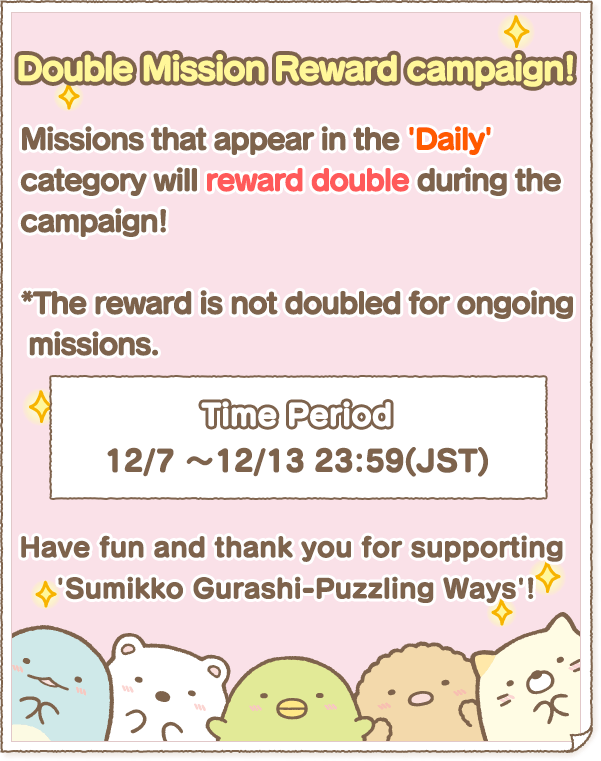 Double Mission Reward campaign!
Missions that appear in the 'Daily'
category will reward double during the
campaign!
*The reward is not doubled for ongoing
missions.
Time Period
12/7 ～12/13 23:59(JST)
Have fun and thank you for supporting
'Sumikko Gurashi-Puzzling Ways'!